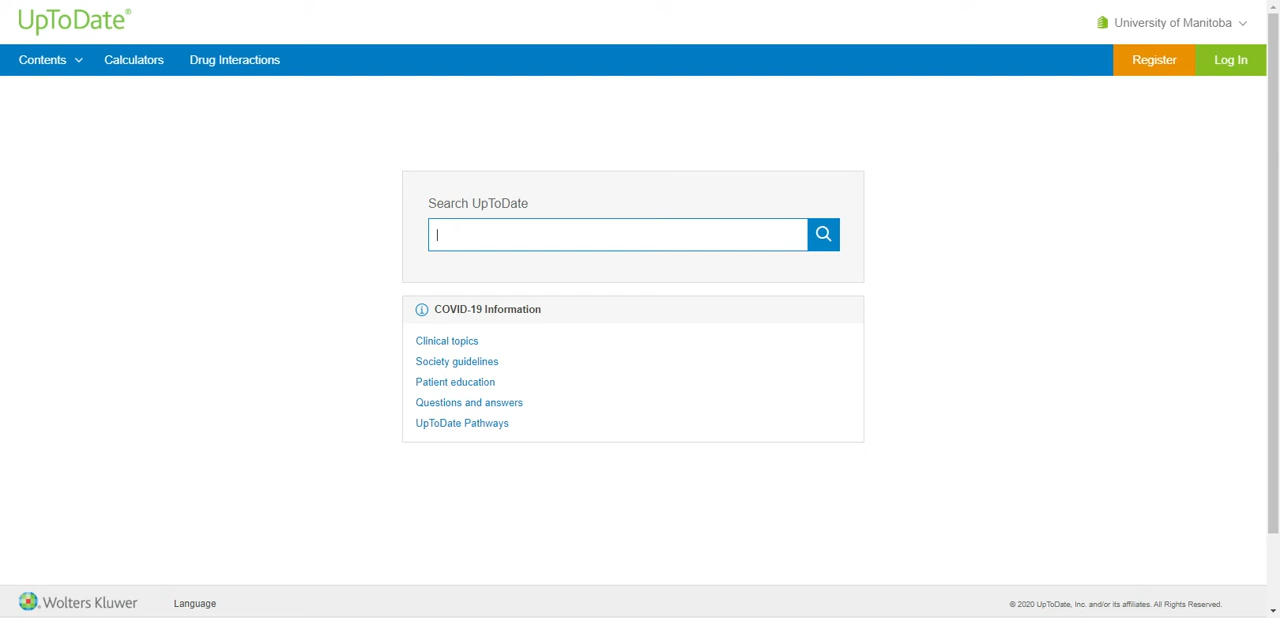 UpToDate®
University of Manitoba
Contents Calculators Drug Interactions Register Log In
Search UpToDate
COVID-19 Information
Clinical topics
Society guidelines
Patient education
Questions and answers
UpToDate Pathways
Wolters Kluwer Language © 2020 UpToDate, Inc. and/or its affiliates. All Rights Reserved.